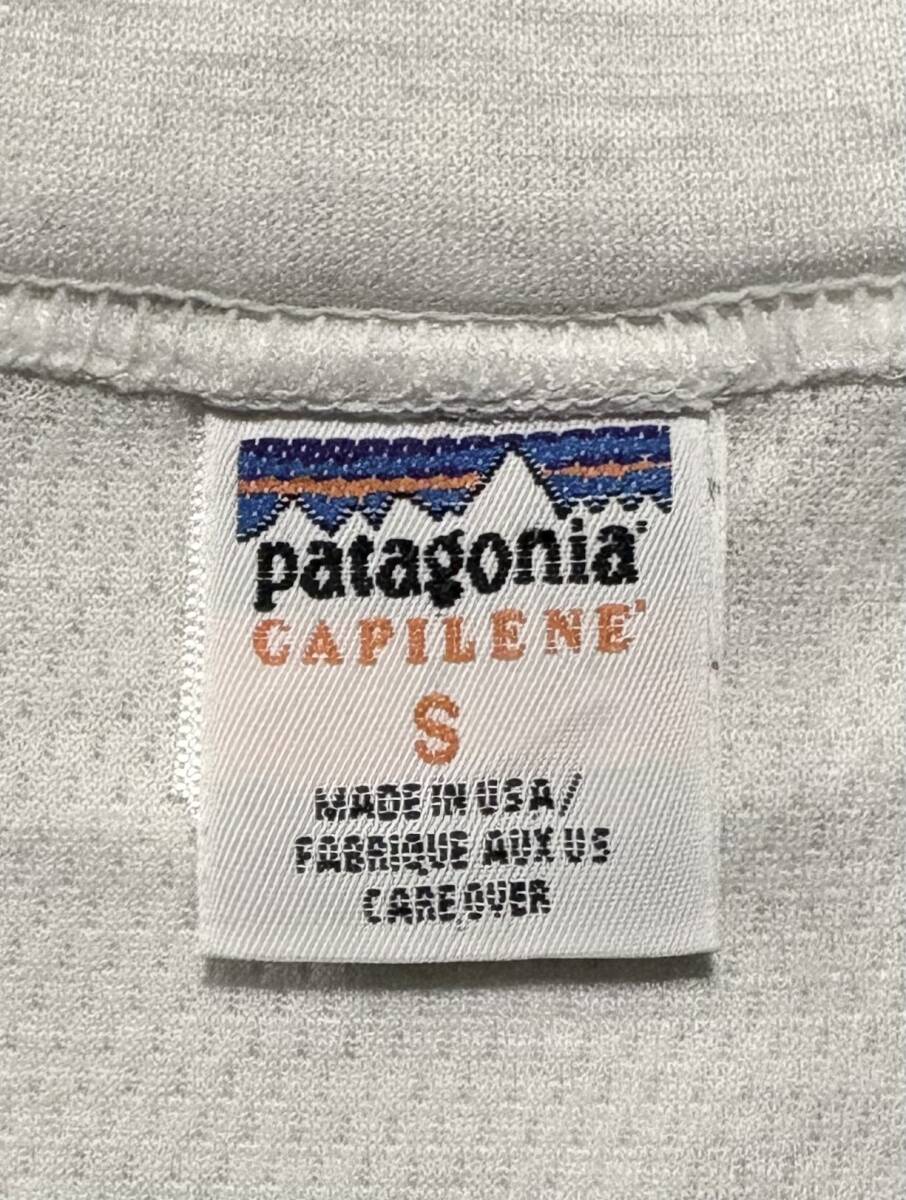 patagonia®
CAPILENE®
S
MADE IN USA/
FABRIQUE AUX US
CARE OVER